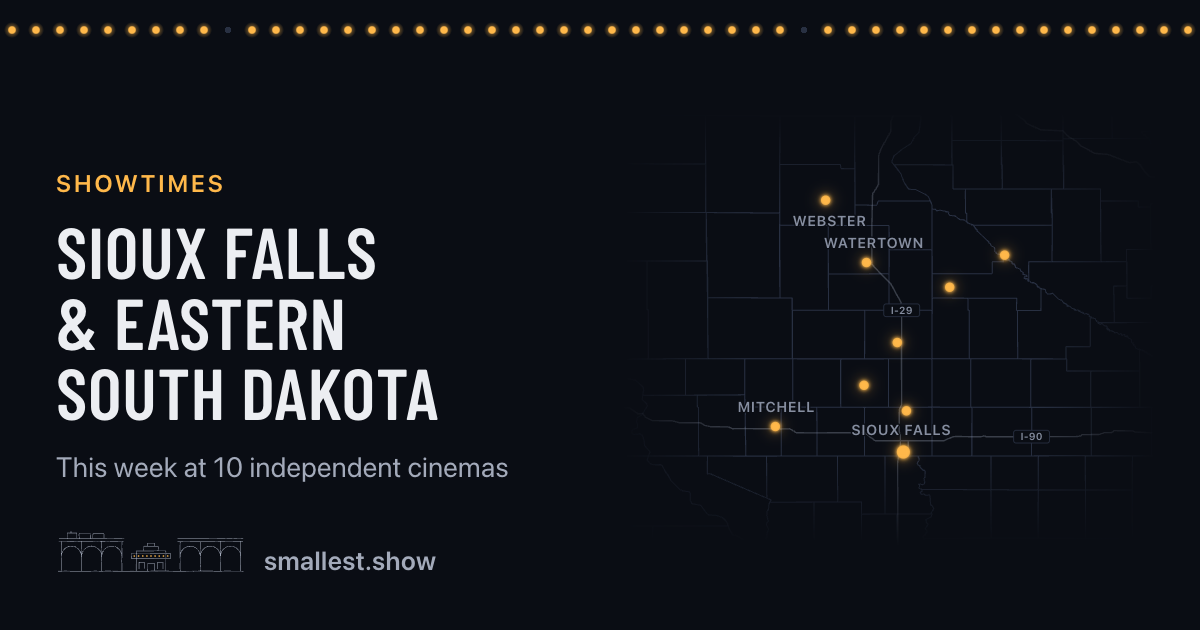 SHOWTIMES
SIOUX FALLS
& EASTERN
SOUTH DAKOTA
This week at 10 independent cinemas
smallest.show
WEBSTER
WATERTOWN
I-29
MITCHELL
SIOUX FALLS
I-90